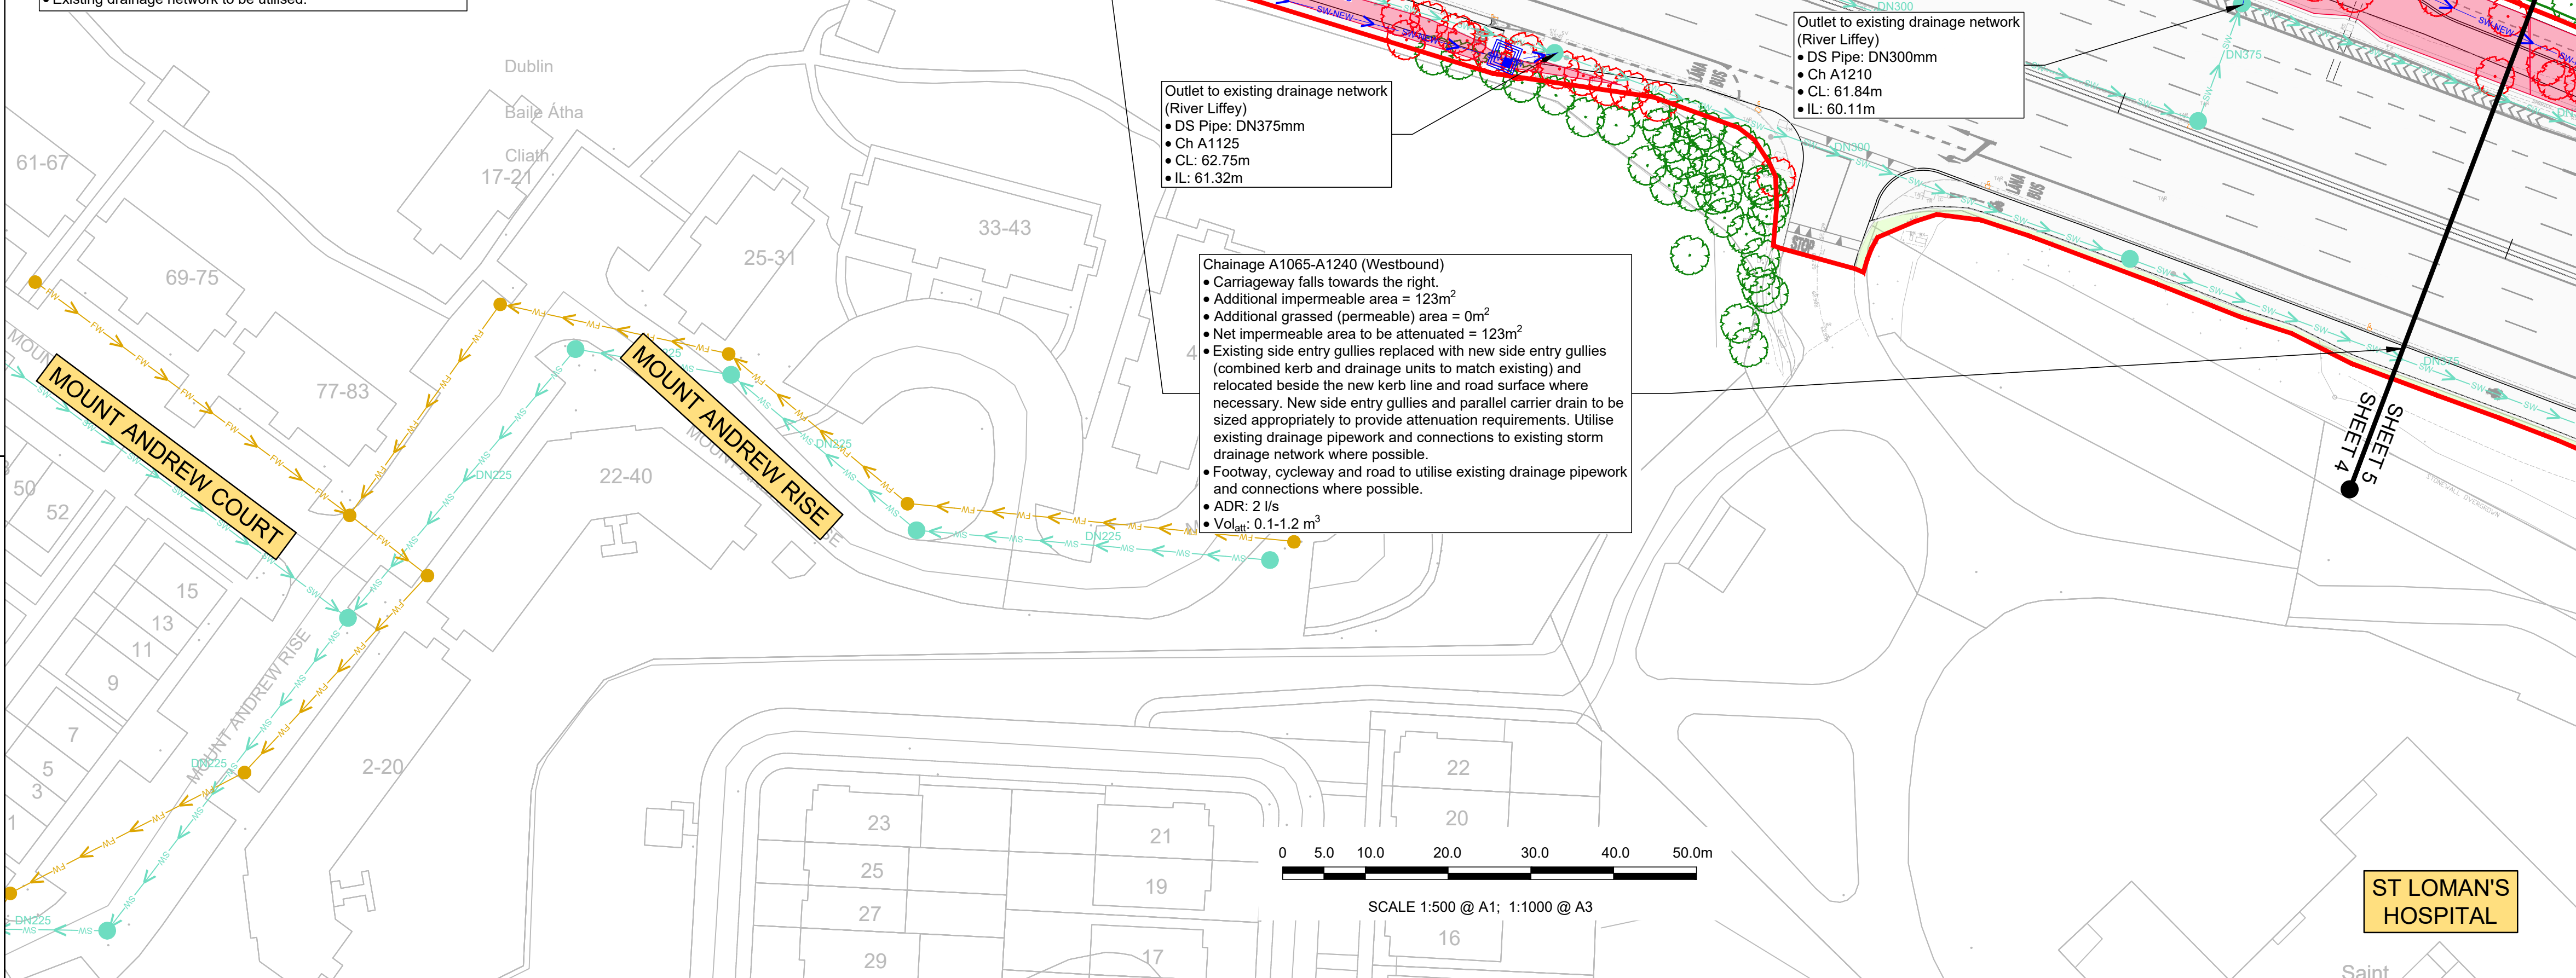 • Existing drainage network to be utilised.
Outlet to existing drainage network
(River Liffey)
• DS Pipe: DN375mm
• Ch A1125
• CL: 62.75m
• IL: 61.32m
Outlet to existing drainage network
(River Liffey)
• DS Pipe: DN300mm
• Ch A1210
• CL: 61.84m
• IL: 60.11m
Chainage A1065-A1240 (Westbound)
• Carriageway falls towards the right.
• Additional impermeable area = 123m²
• Additional grassed (permeable) area = 0m²
• Net impermeable area to be attenuated = 123m²
• Existing side entry gullies replaced with new side entry gullies
(combined kerb and drainage units to match existing) and
relocated beside the new kerb line and road surface where
necessary. New side entry gullies and parallel carrier drain to be
sized appropriately to provide attenuation requirements. Utilise
existing drainage pipework and connections to existing storm
drainage network where possible.
• Footway, cycleway and road to utilise existing drainage pipework
and connections where possible.
• ADR: 2 l/s
• Volatt: 0.1-1.2 m³
Dublin
Baile Átha
Cliath
17-21
61-67
69-75
77-83
25-31
33-43
22-40
2-20
50
52
15
13
11
9
7
5
3
1
23
25
27
29
21
19
17
22
20
16
MOUNT ANDREW COURT
MOUNT ANDREW RISE
MOUNT ANDREW RISE
DN225
DN225
DN225
DN225
DN225
DN300
DN300
DN375
DN375
SW-NEW
SW-NEW
SW-NEW
LÁNA
BUS
LÁNA
BUS
STOP
SHEET 4
SHEET 5
STONEWALL OVERGROWN
0 5.0 10.0 20.0 30.0 40.0 50.0m
SCALE 1:500 @ A1; 1:1000 @ A3
ST LOMAN'S
HOSPITAL
Saint